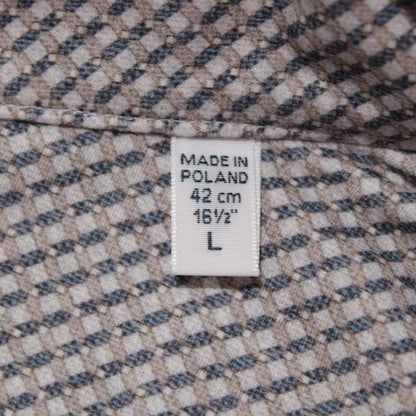 MADE IN
POLAND
42 cm
16½"
L